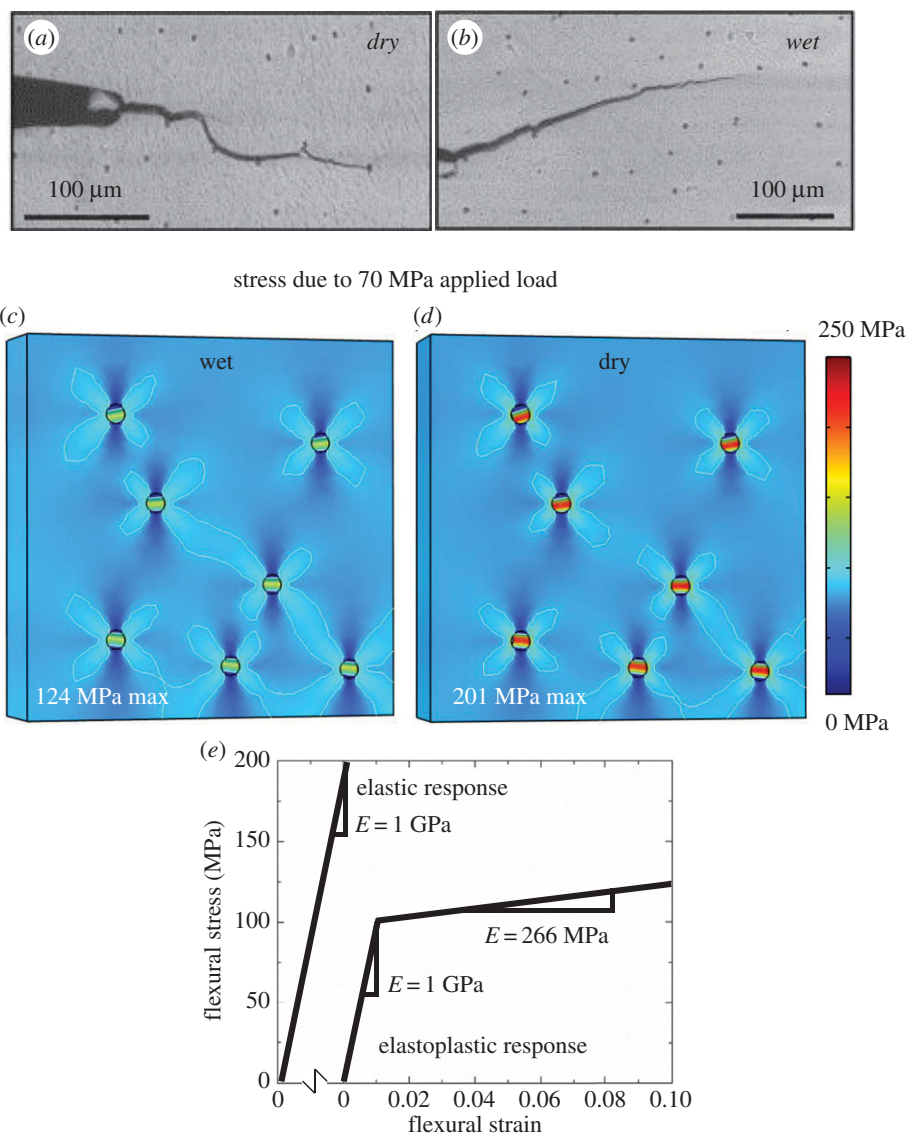 (a)
dry
100 µm
(b)
wet
100 µm
stress due to 70 MPa applied load
(c)
wet
124 MPa max
(d)
dry
201 MPa max
250 MPa
0 MPa
(e)
200
150
100
50
0
flexural stress (MPa)
elastic response
E = 1 GPa
E = 266 MPa
E = 1 GPa
elastoplastic response
0 0 0.02 0.04 0.06 0.08 0.10
flexural strain